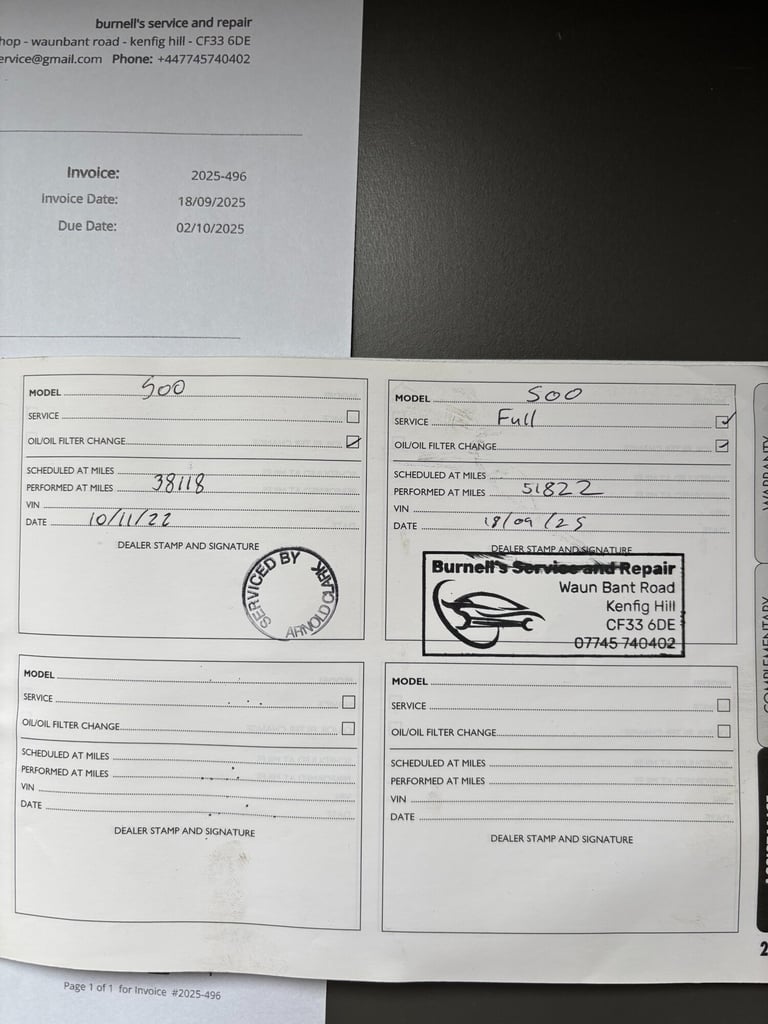 burnell's service and repair
hop - waunbant road - kenfig hill - CF33 6DE
ervice@gmail.com Phone: +447745740402
Invoice: 2025-496
Invoice Date: 18/09/2025
Due Date: 02/10/2025
MODEL 500
SERVICE
OIL/OIL FILTER CHANGE
SCHEDULED AT MILES
PERFORMED AT MILES 38118
VIN
DATE 10/11/22
DEALER STAMP AND SIGNATURE
SERVICED BY
ARNOLD CLARK
MODEL 500
SERVICE Full
OIL/OIL FILTER CHANGE
SCHEDULED AT MILES
PERFORMED AT MILES 51822
VIN
DATE 18/09/25
DEALER STAMP AND SIGNATURE
Burnell's Service and Repair
Waun Bant Road
Kenfig Hill
CF33 6DE
07745 740402
MODEL
SERVICE
OIL/OIL FILTER CHANGE
SCHEDULED AT MILES
PERFORMED AT MILES
VIN
DATE
DEALER STAMP AND SIGNATURE
MODEL
SERVICE
OIL/OIL FILTER CHANGE
SCHEDULED AT MILES
PERFORMED AT MILES
VIN
DATE
DEALER STAMP AND SIGNATURE
WARRANTY
COMPLEMENTARY
2
Page 1 of 1 for Invoice #2025-496